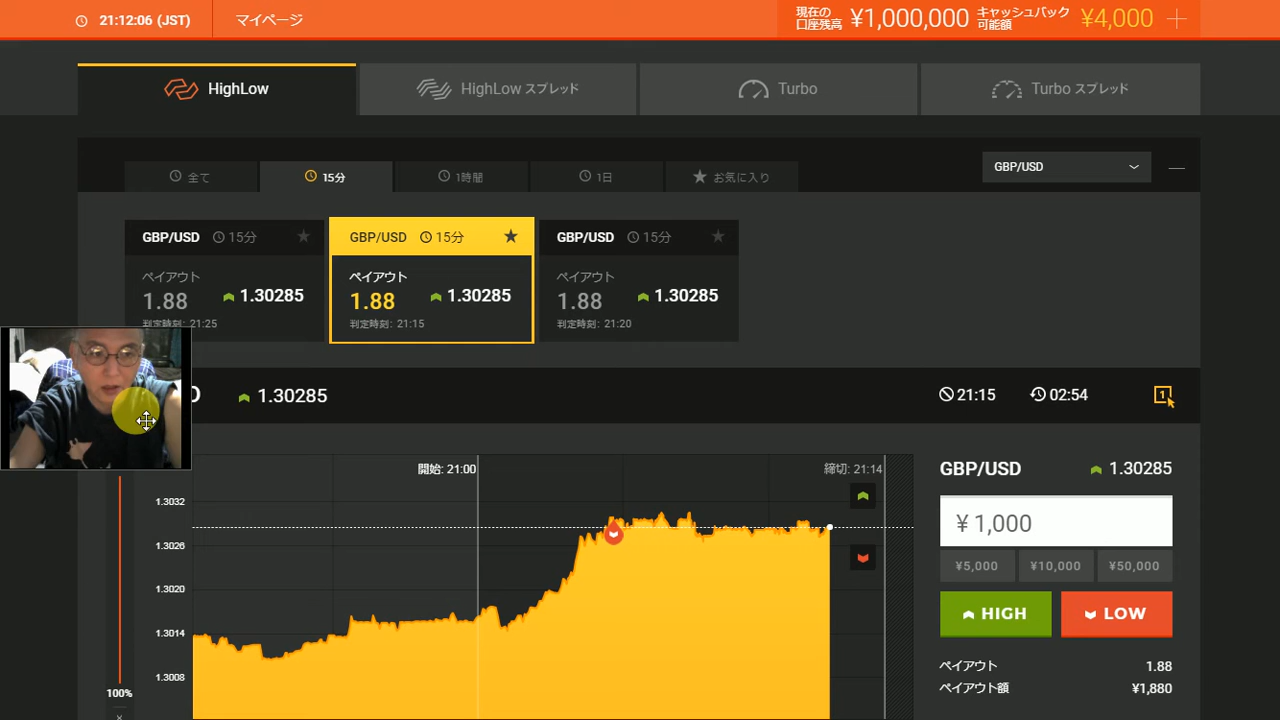 21:12:06 (JST) マイページ 現在の口座残高 ¥1,000,000 キャッシュバック可能額 ¥4,000
HighLow HighLow スプレッド Turbo Turbo スプレッド
全て 15分 1時間 1日 お気に入り GBP/USD
GBP/USD 15分 GBP/USD 15分 GBP/USD 15分
ペイアウト ペイアウト ペイアウト
1.88 1.30285 1.88 1.30285 1.88 1.30285
判定時刻: 21:25 判定時刻: 21:15 判定時刻: 21:20
1.30285 21:15 02:54 1
開始: 21:00 締切: 21:14 GBP/USD 1.30285
1.3032
¥ 1,000
1.3026
¥5,000 ¥10,000 ¥50,000
1.3020
HIGH LOW
1.3014
ペイアウト 1.88
1.3008
ペイアウト額 ¥1,880
100%